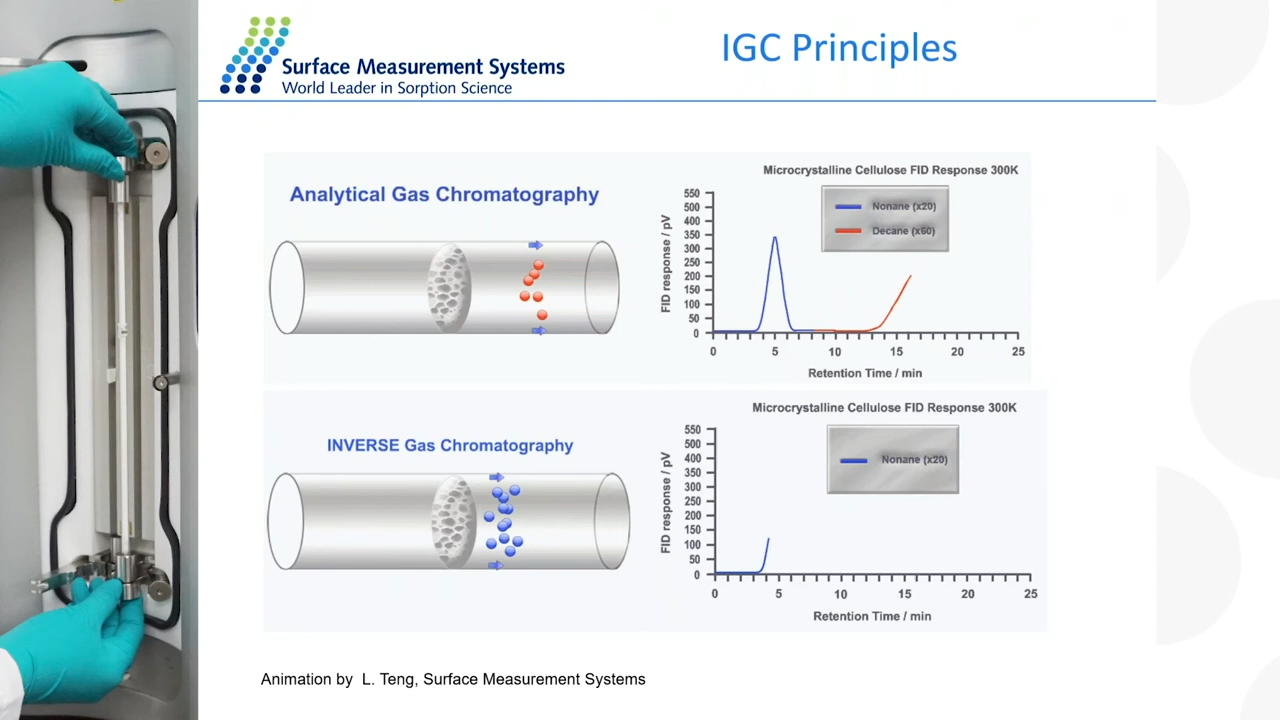 Surface Measurement Systems
World Leader in Sorption Science
IGC Principles
Analytical Gas Chromatography
Microcrystalline Cellulose FID Response 300K
Nonane (x20)
Decane (x60)
FID response / pV
550
500
450
400
350
300
250
200
150
100
50
0
0 5 10 15 20 25
Retention Time / min
INVERSE Gas Chromatography
Microcrystalline Cellulose FID Response 300K
Nonane (x20)
FID response / pV
550
500
450
400
350
300
250
200
150
100
50
0
0 5 10 15 20 25
Retention Time / min
Animation by L. Teng, Surface Measurement Systems